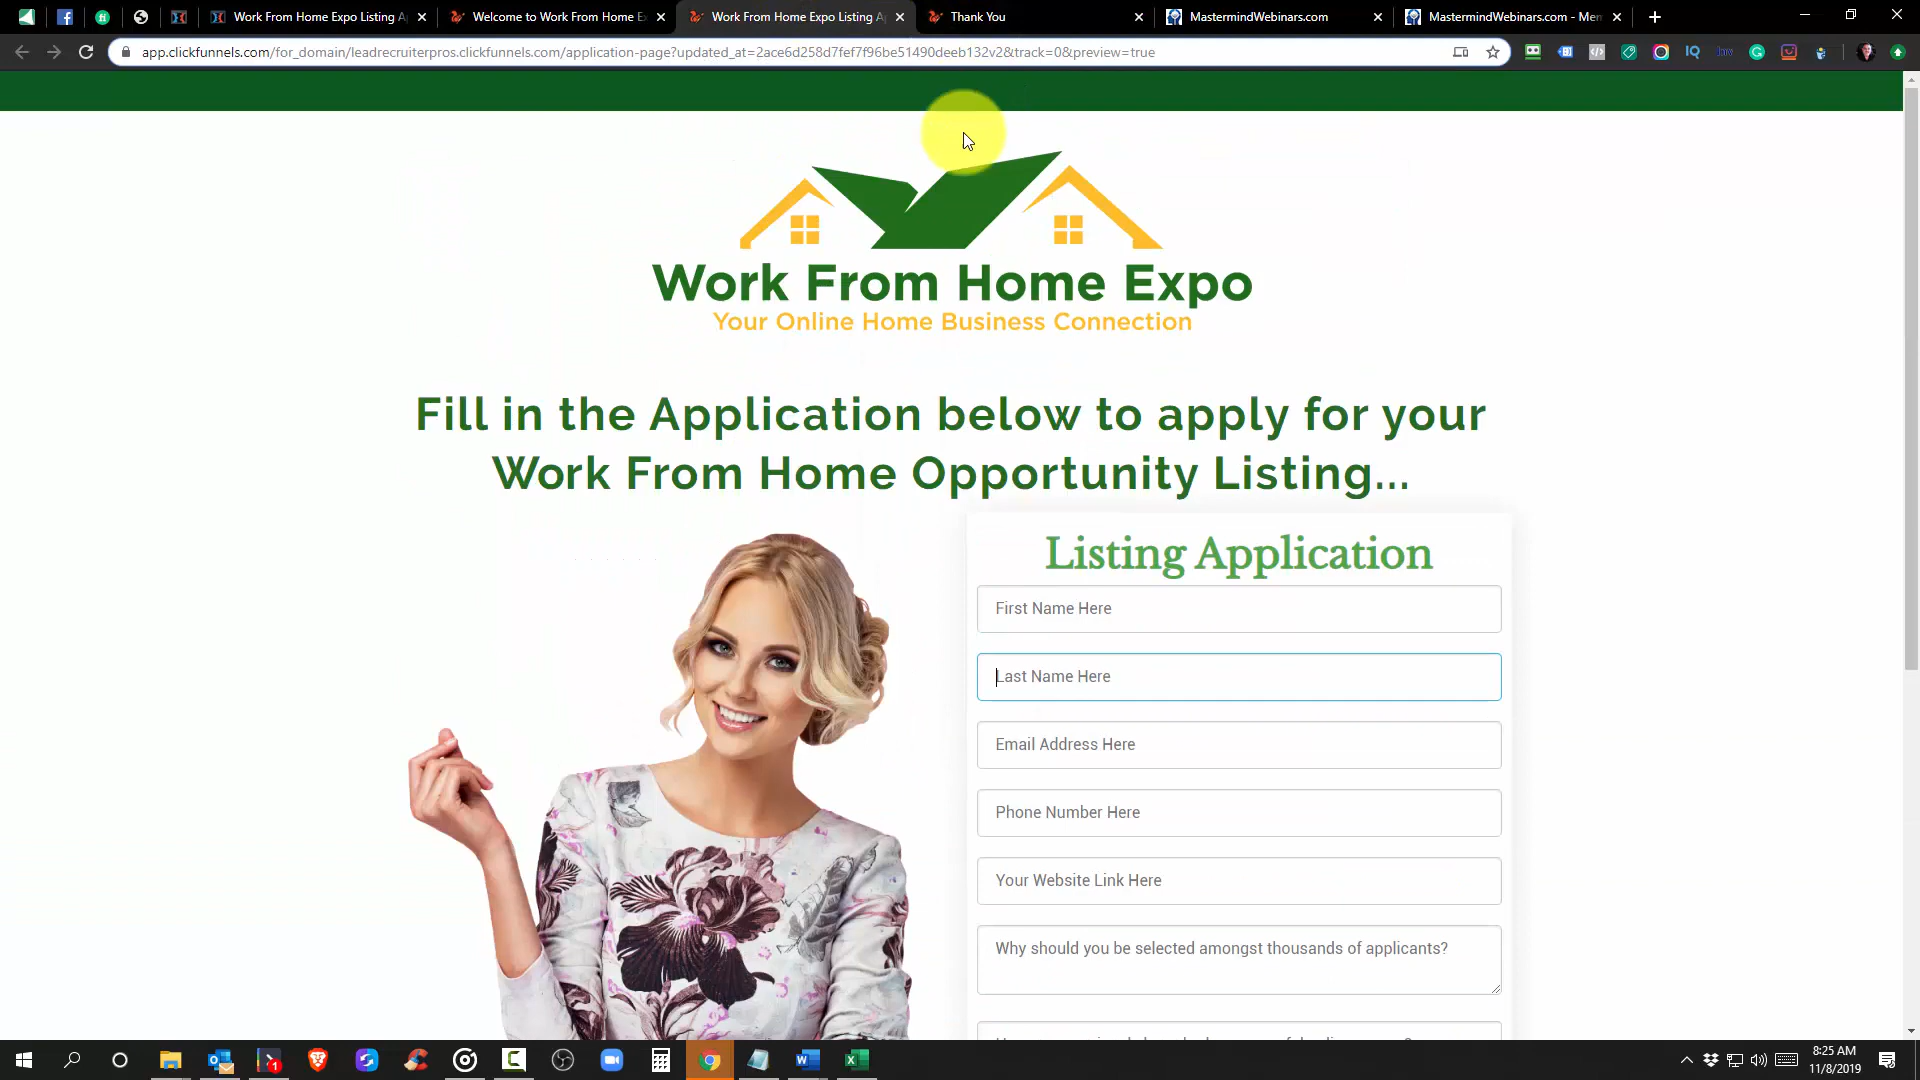 Work From Home Expo Listing A
Welcome to Work From Home E
Work From Home Expo Listing A
Thank You
MastermindWebinars.com
MastermindWebinars.com - Mem
app.clickfunnels.com/for_domain/leadrecruiterpros.clickfunnels.com/application-page?updated_at=2ace6d258d7fef7f96be51490deeb132v2&track=0&preview=true
Work From Home Expo
Your Online Home Business Connection
Fill in the Application below to apply for your
Work From Home Opportunity Listing...
Listing Application
First Name Here
Last Name Here
Email Address Here
Phone Number Here
Your Website Link Here
Why should you be selected amongst thousands of applicants?
8:25 AM
11/8/2019